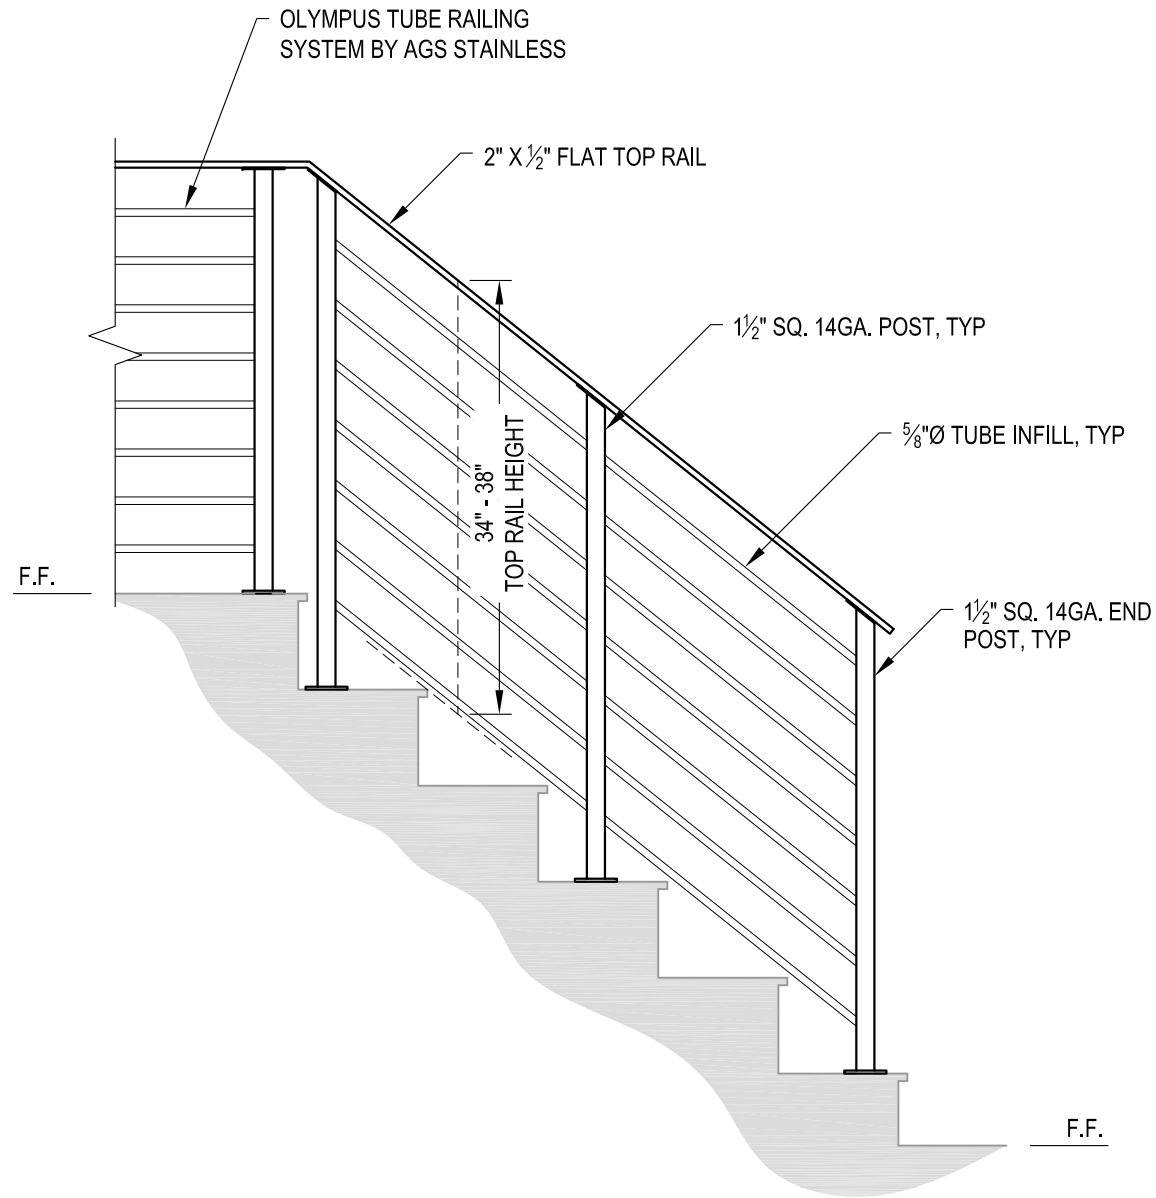 OLYMPUS TUBE RAILING
SYSTEM BY AGS STAINLESS
2" X ½" FLAT TOP RAIL
1½" SQ. 14GA. POST, TYP
⅝"Ø TUBE INFILL, TYP
34" - 38"
TOP RAIL HEIGHT
F.F.
1½" SQ. 14GA. END
POST, TYP
F.F.